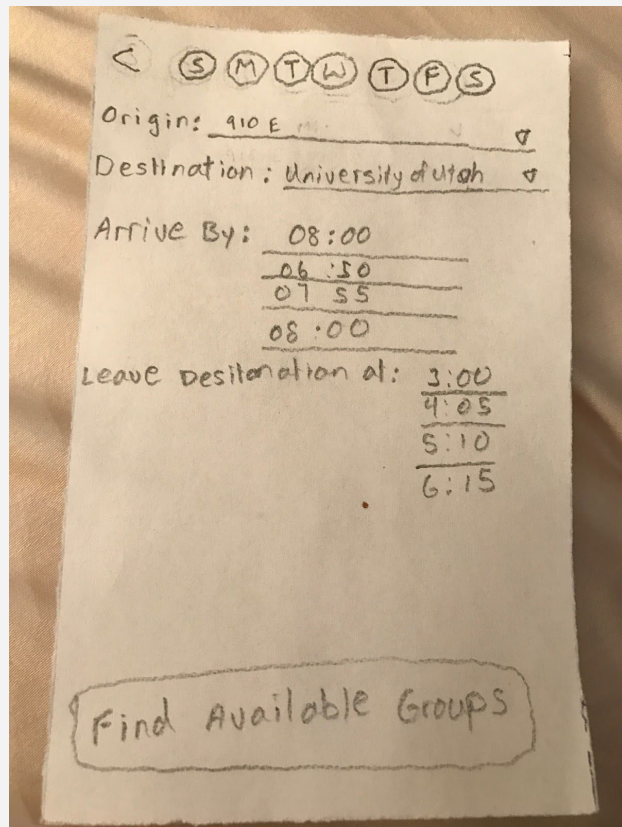 < S M T W T F S
Origin: 910 E
Destination: University of Utah
Arrive By: 08:00
06:50
07 55
08:00
Leave Desitonation at: 3:00
4:05
5:10
6:15
Find Available Groups